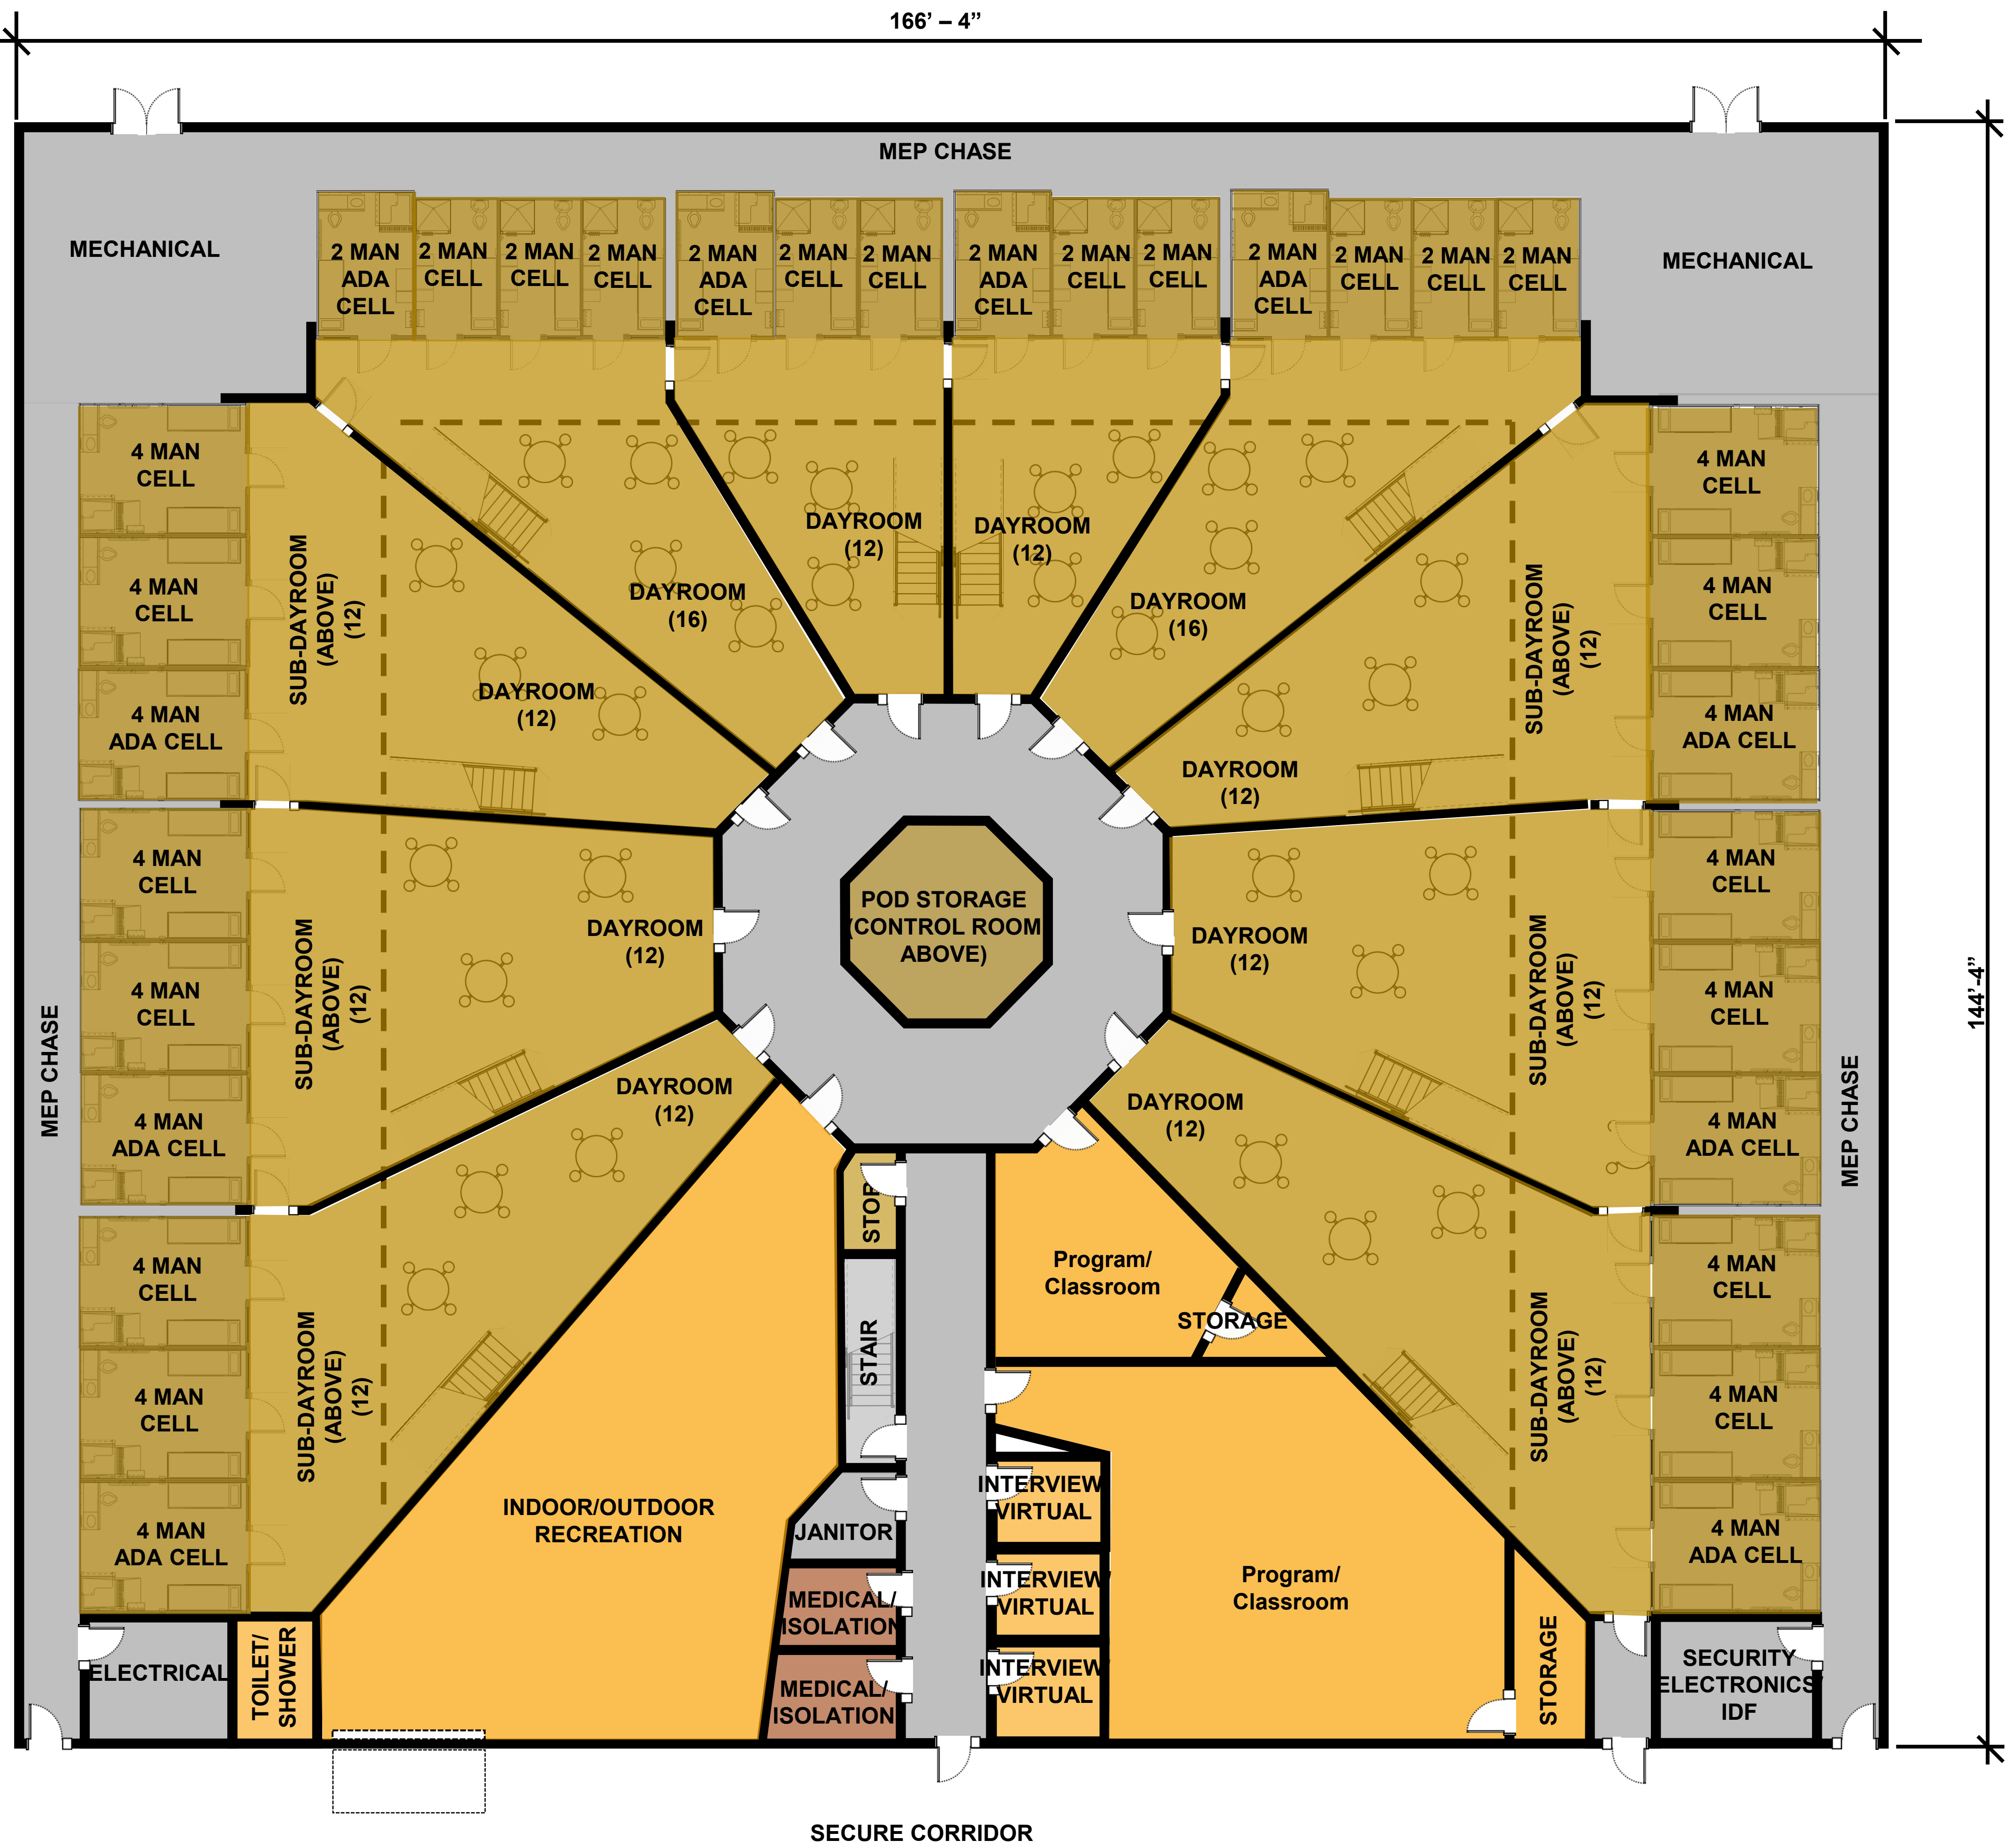 166’ – 4”
MEP CHASE
MECHANICAL
MECHANICAL
2 MAN
ADA
CELL
2 MAN
CELL
2 MAN
CELL
2 MAN
CELL
2 MAN
ADA
CELL
2 MAN
CELL
2 MAN
CELL
2 MAN
ADA
CELL
2 MAN
CELL
2 MAN
CELL
2 MAN
ADA
CELL
2 MAN
CELL
2 MAN
CELL
2 MAN
CELL
4 MAN
CELL
4 MAN
CELL
4 MAN
ADA CELL
SUB-DAYROOM
(ABOVE)
(12)
DAYROOM
(12)
DAYROOM
(16)
DAYROOM
(12)
DAYROOM
(12)
DAYROOM
(16)
DAYROOM
(12)
SUB-DAYROOM
(ABOVE)
(12)
4 MAN
CELL
4 MAN
CELL
4 MAN
ADA CELL
4 MAN
CELL
4 MAN
CELL
4 MAN
ADA CELL
SUB-DAYROOM
(ABOVE)
(12)
DAYROOM
(12)
POD STORAGE
(CONTROL ROOM
ABOVE)
DAYROOM
(12)
SUB-DAYROOM
(ABOVE)
(12)
4 MAN
CELL
4 MAN
CELL
4 MAN
ADA CELL
144’-4”
MEP CHASE
MEP CHASE
DAYROOM
(12)
DAYROOM
(12)
4 MAN
CELL
4 MAN
CELL
4 MAN
ADA CELL
SUB-DAYROOM
(ABOVE)
(12)
STOR
STAIR
Program/
Classroom
STORAGE
SUB-DAYROOM
(ABOVE)
(12)
4 MAN
CELL
4 MAN
CELL
4 MAN
ADA CELL
INDOOR/OUTDOOR
RECREATION
JANITOR
MEDICAL/
ISOLATION
MEDICAL/
ISOLATION
INTERVIEW/
VIRTUAL
INTERVIEW/
VIRTUAL
INTERVIEW/
VIRTUAL
Program/
Classroom
STORAGE
ELECTRICAL
TOILET/
SHOWER
SECURITY
ELECTRONICS/
IDF
SECURE CORRIDOR